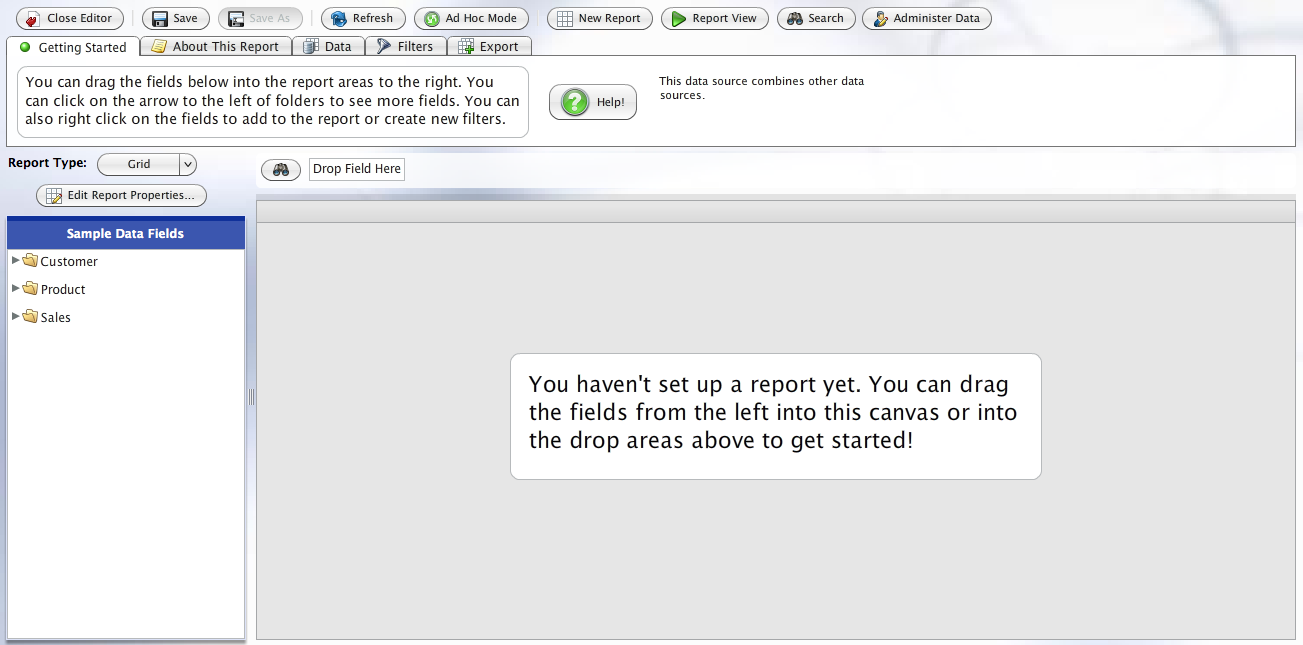 Close Editor Save Save As Refresh Ad Hoc Mode New Report Report View Search Administer Data
Getting Started About This Report Data Filters Export
You can drag the fields below into the report areas to the right. You
can click on the arrow to the left of folders to see more fields. You can
also right click on the fields to add to the report or create new filters.
Help!
This data source combines other data
sources.
Report Type: Grid
Edit Report Properties...
Drop Field Here
Sample Data Fields
Customer
Product
Sales
You haven't set up a report yet. You can drag
the fields from the left into this canvas or into
the drop areas above to get started!